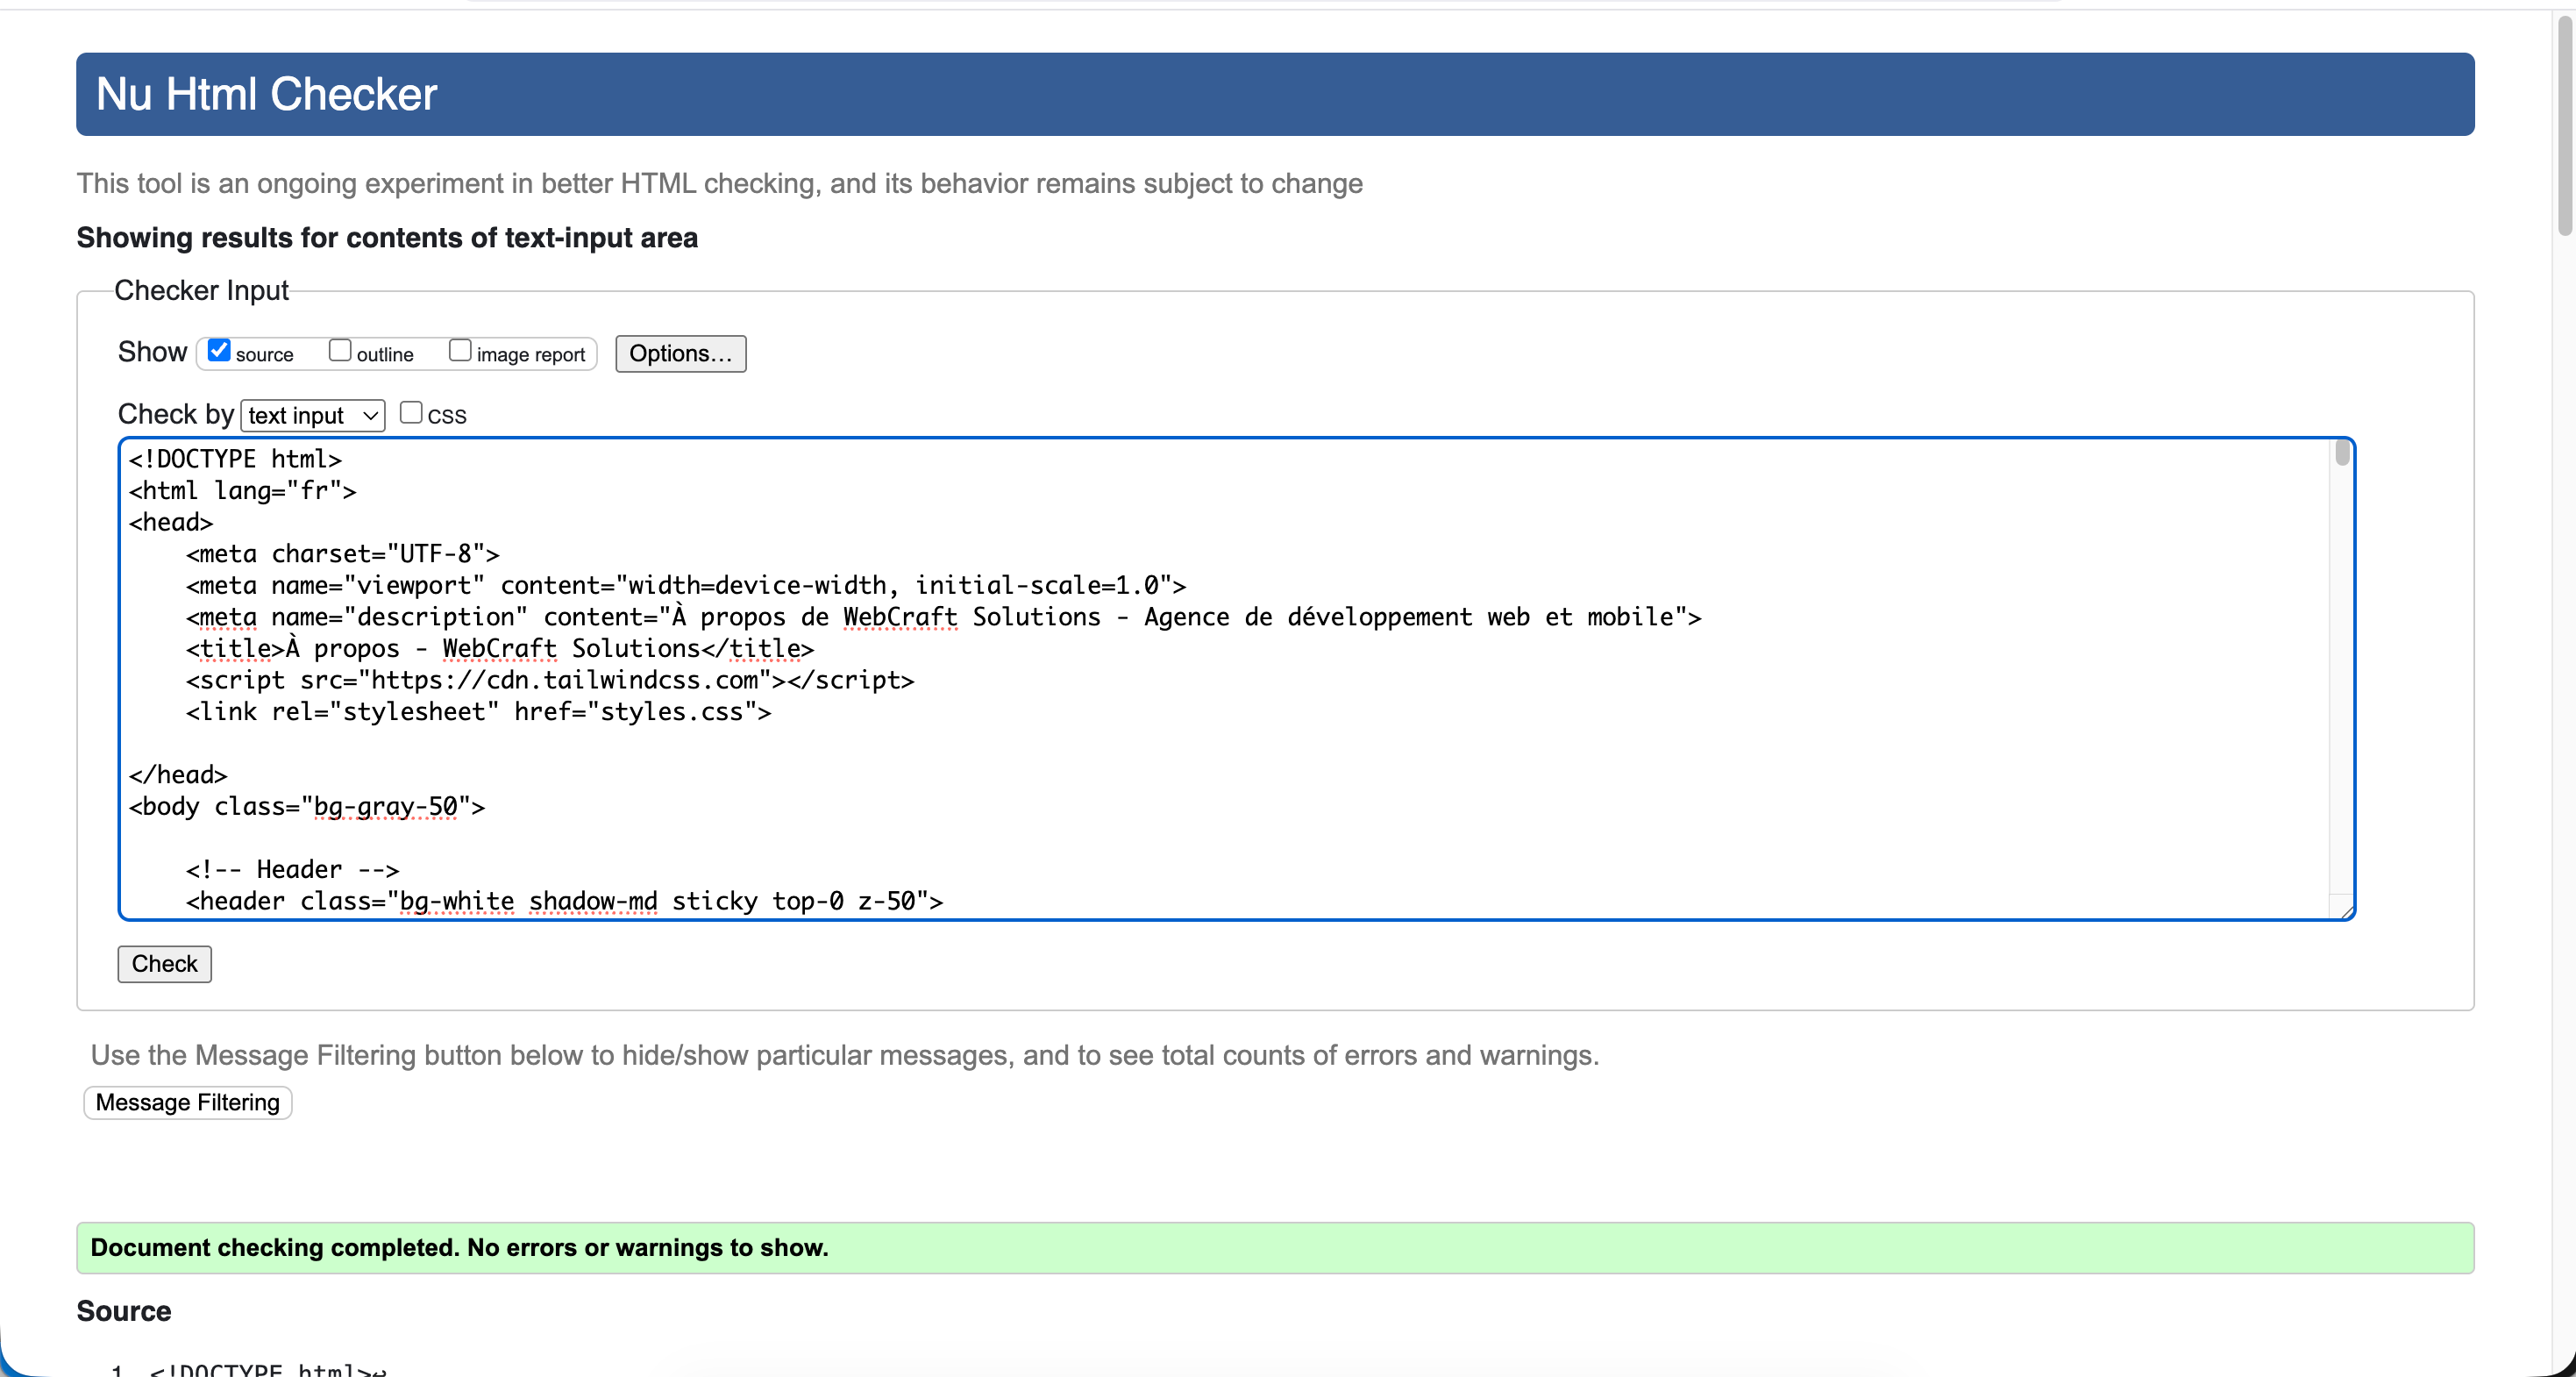 Nu Html Checker
This tool is an ongoing experiment in better HTML checking, and its behavior remains subject to change
Showing results for contents of text-input area
Checker Input
Show source outline image report Options...
Check by text input css
<!DOCTYPE html>
<html lang="fr">
<head>
    <meta charset="UTF-8">
    <meta name="viewport" content="width=device-width, initial-scale=1.0">
    <meta name="description" content="À propos de WebCraft Solutions - Agence de développement web et mobile">
    <title>À propos - WebCraft Solutions</title>
    <script src="https://cdn.tailwindcss.com"></script>
    <link rel="stylesheet" href="styles.css">
</head>
<body class="bg-gray-50">
    <!-- Header -->
    <header class="bg-white shadow-md sticky top-0 z-50">
Check
Use the Message Filtering button below to hide/show particular messages, and to see total counts of errors and warnings.
Message Filtering
Document checking completed. No errors or warnings to show.
Source
1. <!DOCTYPE html>↩